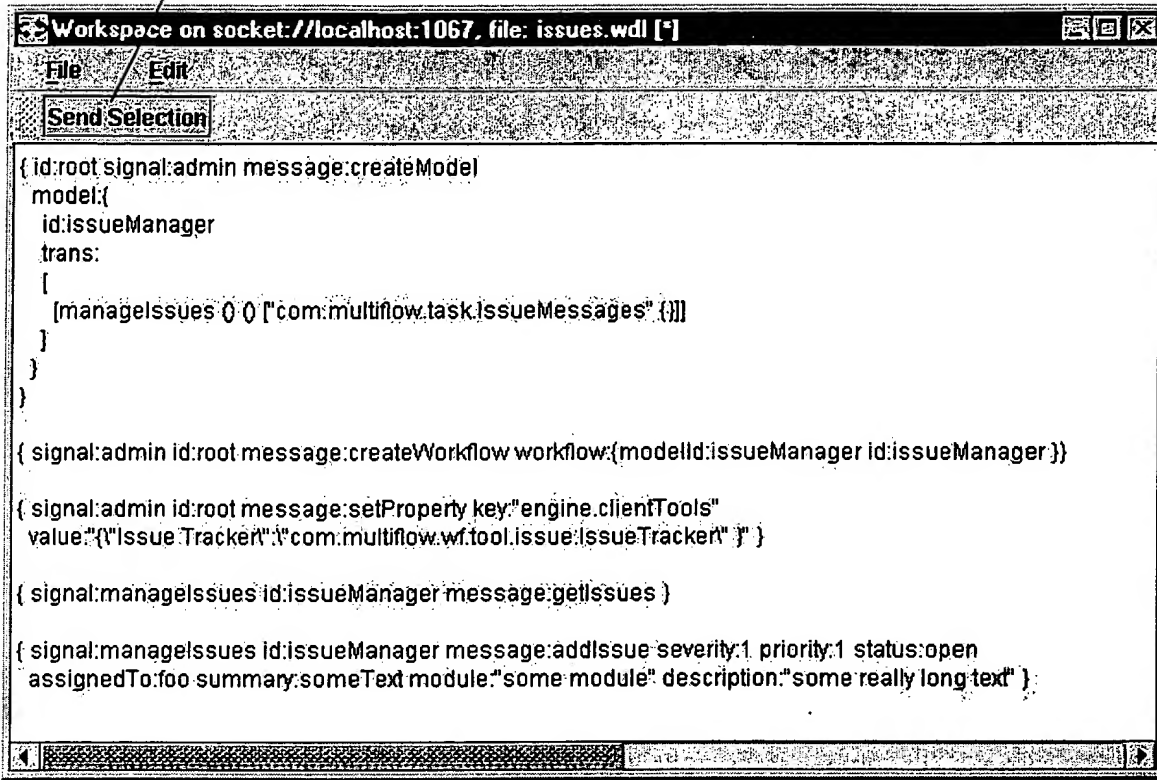 Workspace on socket://localhost:1067, file: issues.wdl [*]
File Edit
Send Selection
{ id:root signal:admin message:createModel
model:{
id:issueManager
trans:
[
[manageIssues () () ["com.multiflow.task.IssueMessages" {}]]
]
}
}
{ signal:admin id:root message:createWorkflow workflow:{modelId:issueManager id:issueManager }}
{ signal:admin id:root message:setProperty key:"engine.clientTools"
value:"{\"Issue Tracker\":\"com.multiflow.wf.tool.issue.IssueTracker\" }" }
{ signal:manageIssues id:issueManager message:getIssues }
{ signal:manageIssues id:issueManager message:addIssue severity:1 priority:1 status:open
assignedTo:foo summary:someText module:"some module" description:"some really long text" }